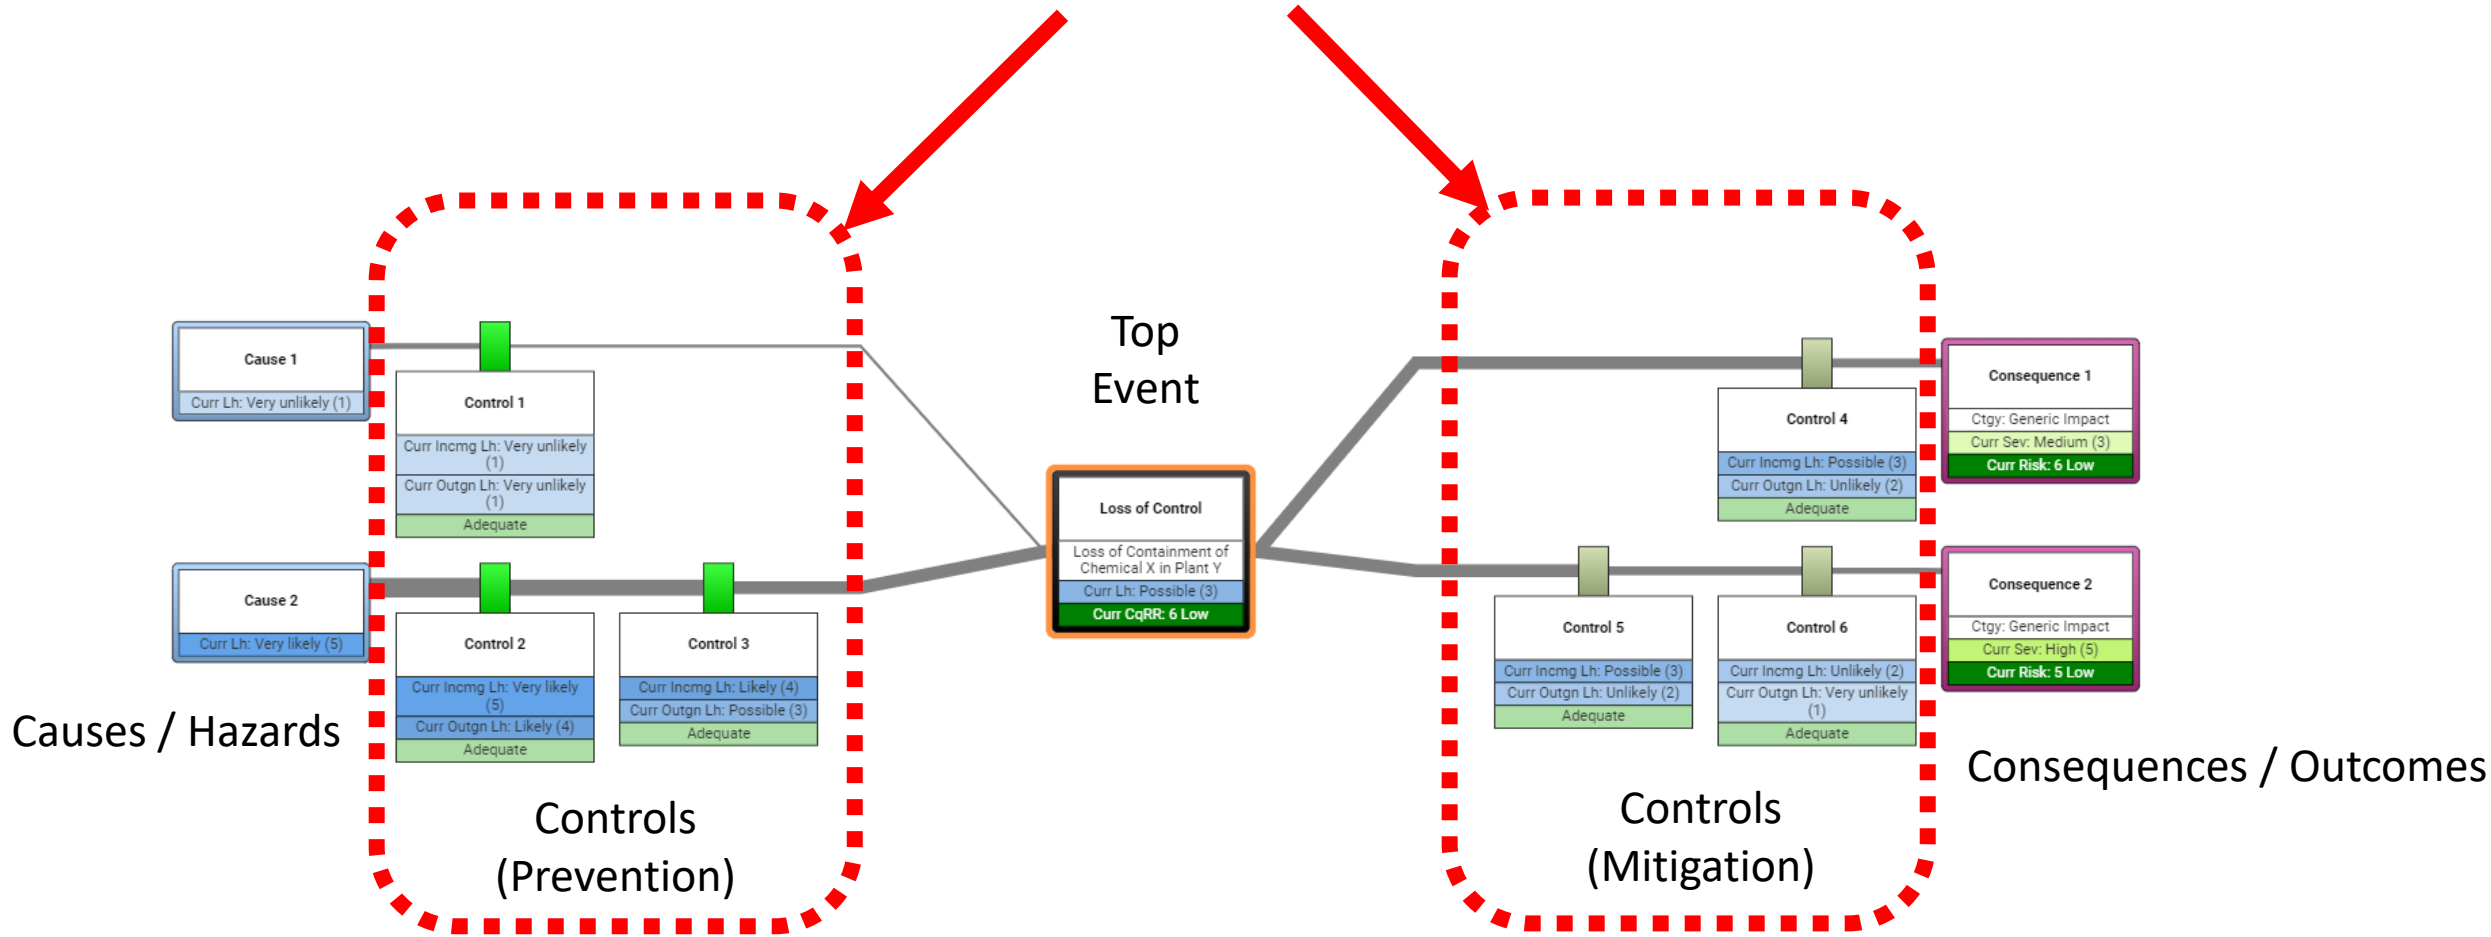 Top
Event
Cause 1
Curr Lh: Very unlikely (1)
Control 1
Curr Incmg Lh: Very unlikely
(1)
Curr Outgn Lh: Very unlikely
(1)
Adequate
Cause 2
Curr Lh: Very likely (5)
Control 2
Curr Incmg Lh: Very likely
(5)
Curr Outgn Lh: Likely (4)
Adequate
Control 3
Curr Incmg Lh: Likely (4)
Curr Outgn Lh: Possible (3)
Adequate
Causes / Hazards
Controls
(Prevention)
Loss of Control
Loss of Containment of
Chemical X in Plant Y
Curr Lh: Possible (3)
Curr CqRR: 6 Low
Control 4
Curr Incmg Lh: Possible (3)
Curr Outgn Lh: Unlikely (2)
Adequate
Consequence 1
Ctgy: Generic Impact
Curr Sev: Medium (3)
Curr Risk: 6 Low
Control 5
Curr Incmg Lh: Possible (3)
Curr Outgn Lh: Unlikely (2)
Adequate
Control 6
Curr Incmg Lh: Unlikely (2)
Curr Outgn Lh: Very unlikely
(1)
Adequate
Consequence 2
Ctgy: Generic Impact
Curr Sev: High (5)
Curr Risk: 5 Low
Controls
(Mitigation)
Consequences / Outcomes